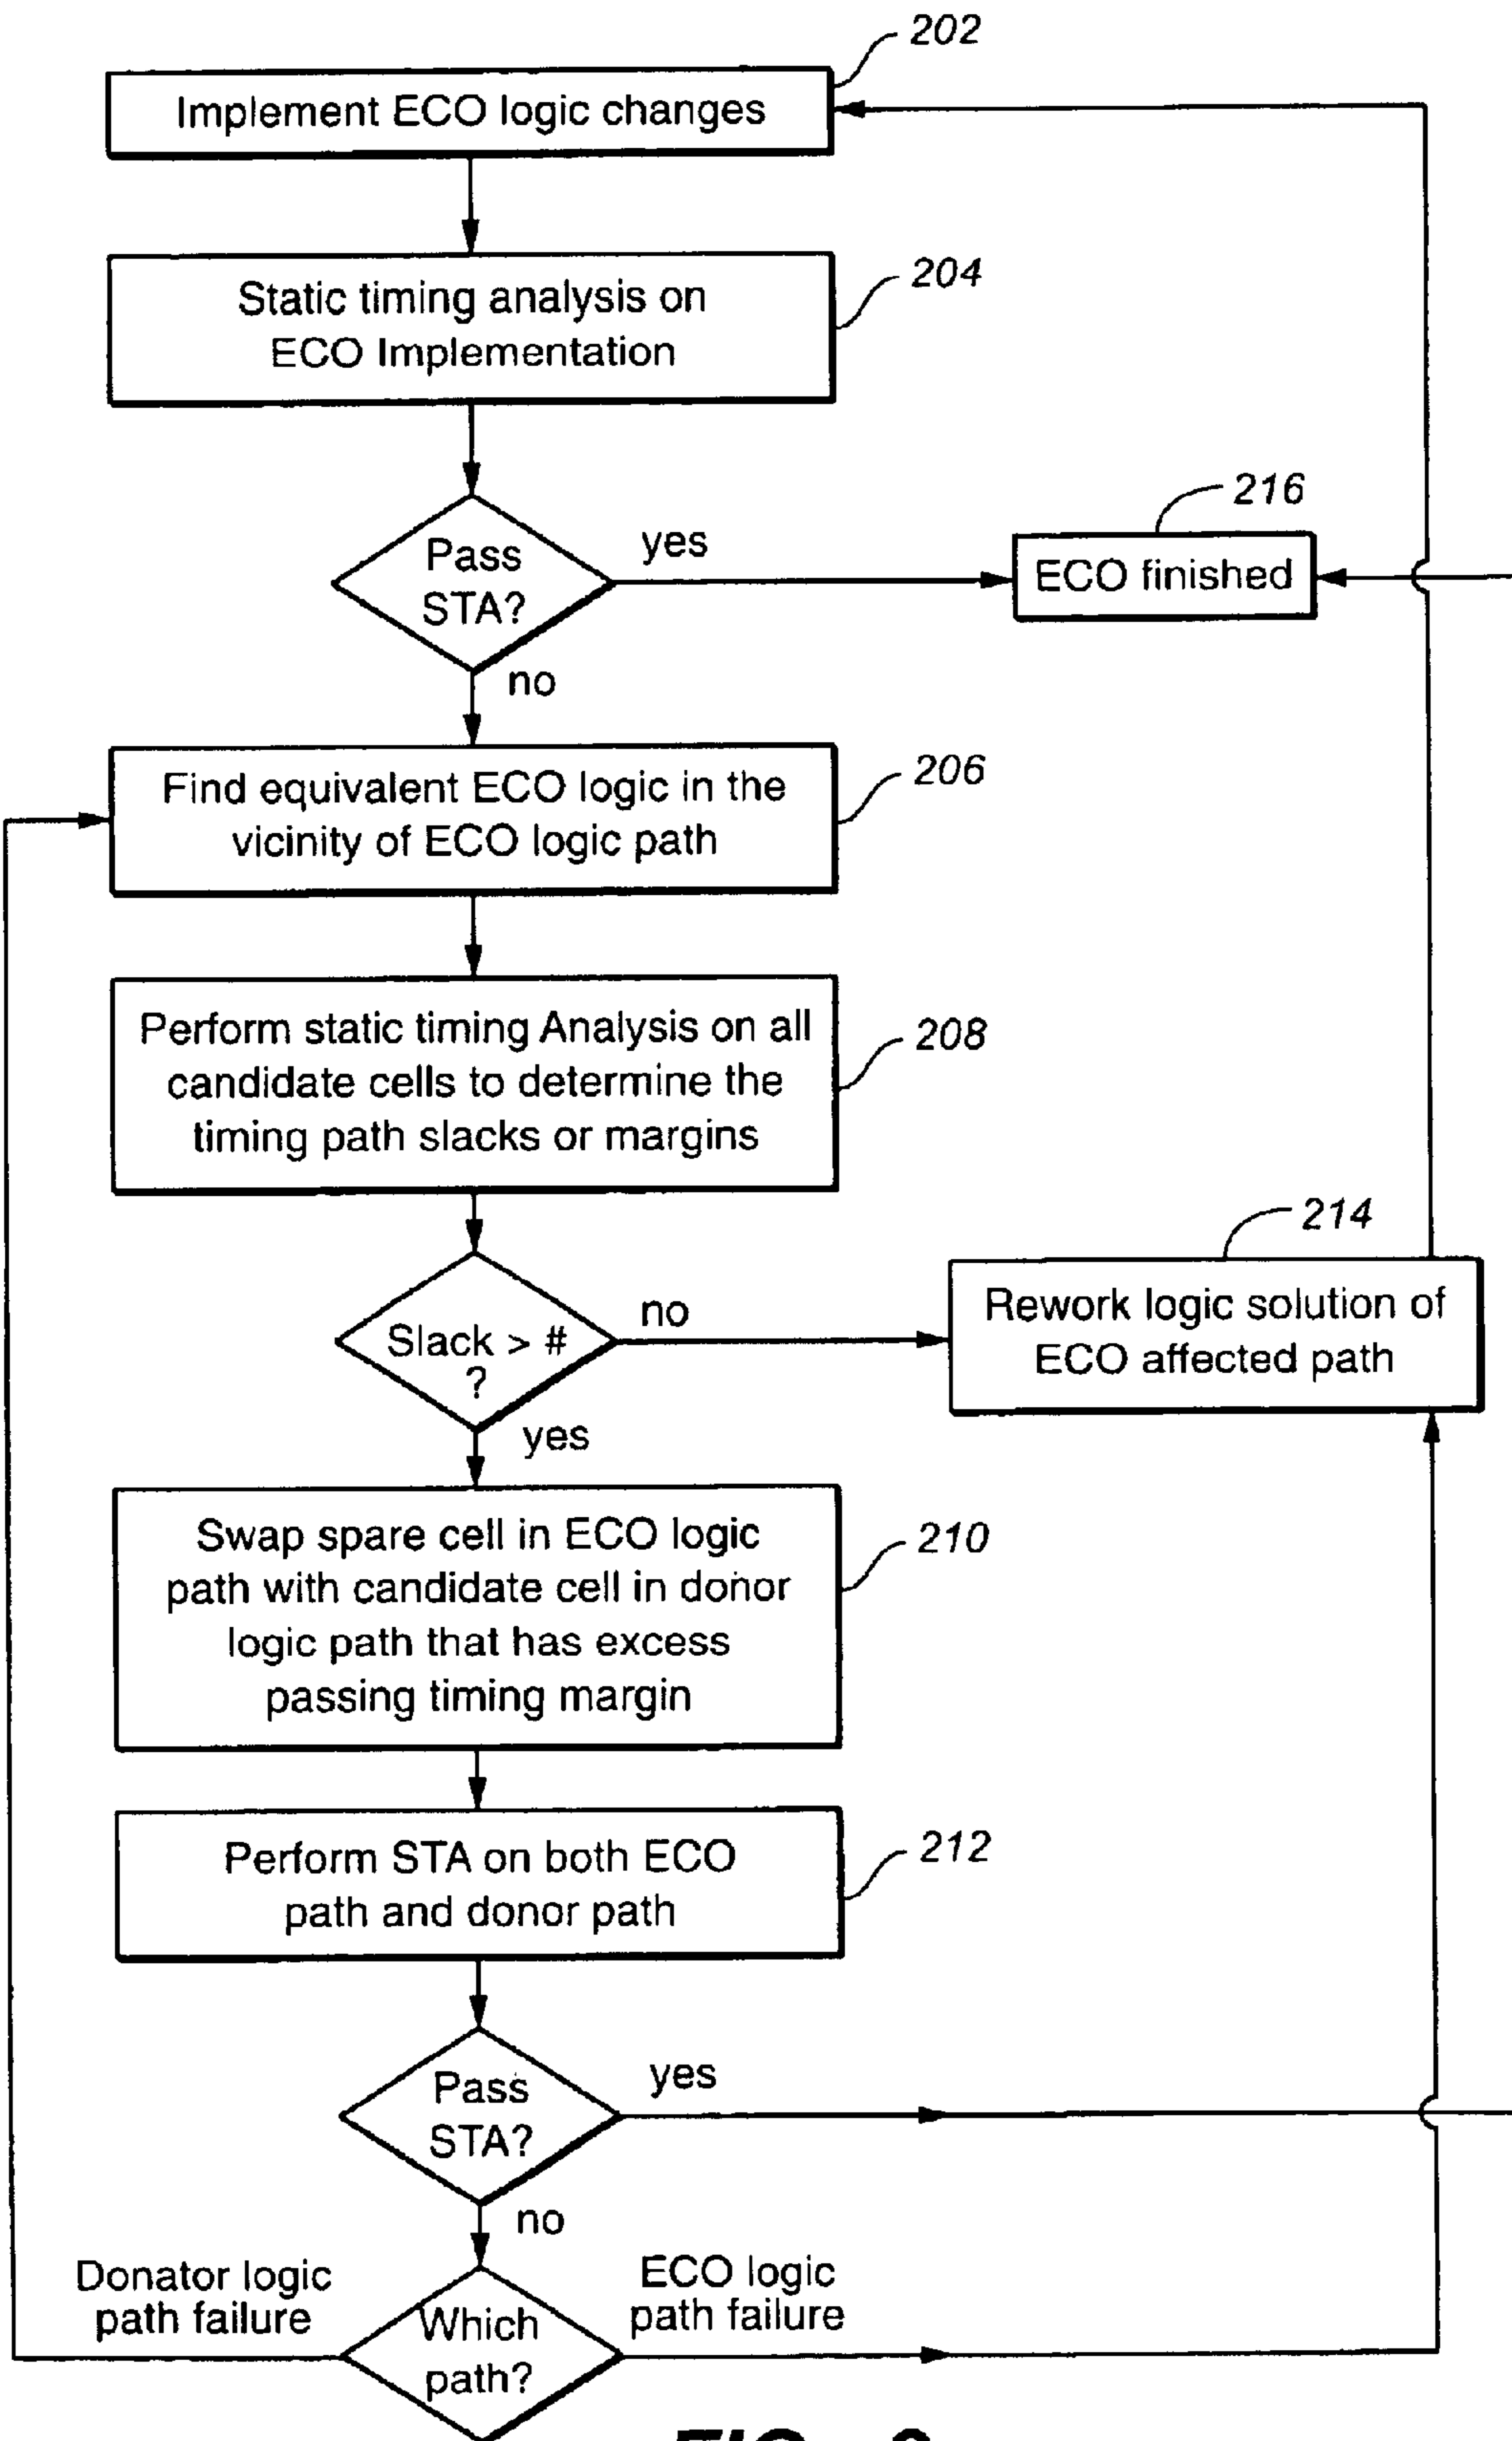 202
Implement ECO logic changes
204
Static timing analysis on
ECO Implementation
216
Pass
STA?
yes
ECO finished
no
206
Find equivalent ECO logic in the
vicinity of ECO logic path
208
Perform static timing Analysis on all
candidate cells to determine the
timing path slacks or margins
214
Slack > #
?
no
Rework logic solution of
ECO affected path
yes
210
Swap spare cell in ECO logic
path with candidate cell in donor
logic path that has excess
passing timing margin
212
Perform STA on both ECO
path and donor path
Pass
STA?
yes
no
Donator logic
path failure
ECO logic
path failure
Which
path?